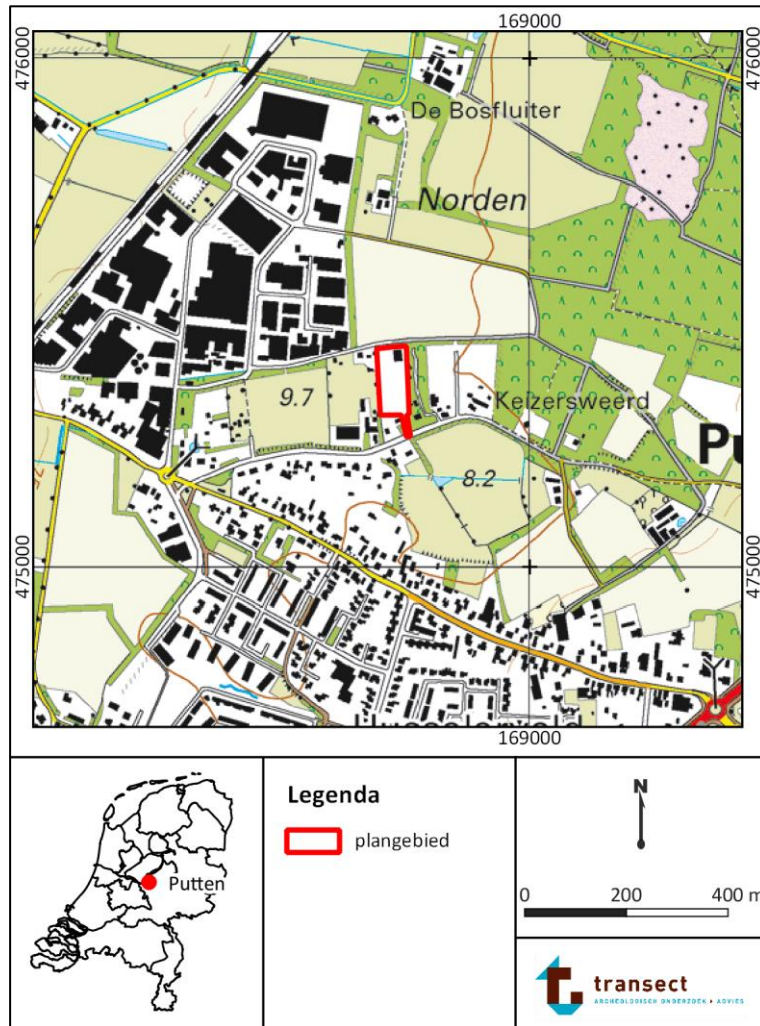 169000
476000
476000
De Bosfluiter
Norden
9.7
Keizersweerd
Pu
8.2
475000
475000
169000
Putten
Legenda
plangebied
N
0 200 400 m
transect
ARCHEOLOGISCH ONDERZOEK ▸ ADVIES